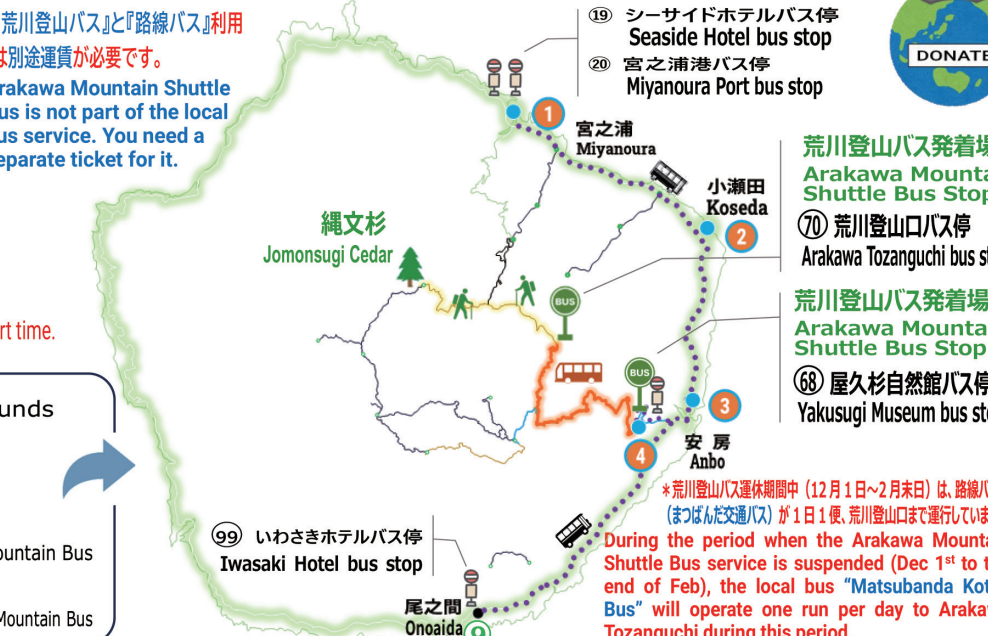 荒川登山バス』と『路線バス』利用
は別途運賃が必要です。
rakawa Mountain Shuttle
us is not part of the local
us service. You need a
eparate ticket for it.
⑲ シーサイドホテルバス停
Seaside Hotel bus stop
⑳ 宮之浦港バス停
Miyanoura Port bus stop
DONATE
1
宮之浦
Miyanoura
小瀬田
Koseda
2
縄文杉
Jomonsugi Cedar
荒川登山バス発着場
Arakawa Mounta
Shuttle Bus Stop
70 荒川登山口バス停
Arakawa Tozanguchi bus st
BUS
荒川登山バス発着場
Arakawa Mounta
Shuttle Bus Stop
68 屋久杉自然館バス停
Yakusugi Museum bus sto
BUS
rt time.
ounds
ountain Bus
Mountain Bus
3
安房
Anbo
4
*荒川登山バス運休期間中(12月1日~2月末日)は、路線バ
(まつばんだ交通バス)が1日1便、荒川登山口まで運行していま
During the period when the Arakawa Mounta
Shuttle Bus service is suspended (Dec 1st to t
end of Feb), the local bus “Matsubanda Kot
Bus” will operate one run per day to Arakaw
Tozanguchi during this period
99 いわさきホテルバス停
Iwasaki Hotel bus stop
尾之間
Onoaida